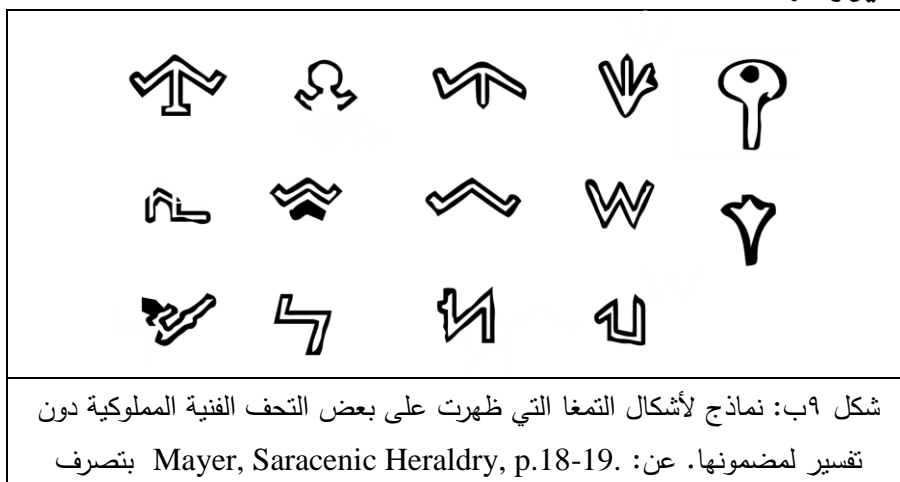 شكل ٩ب: نماذج لأشكال التمغا التي ظهرت على بعض التحف الفنية المملوكية دون
تفسير لمضمونها. عن: Mayer, Saracenic Heraldry, p.18-19. بتصرف